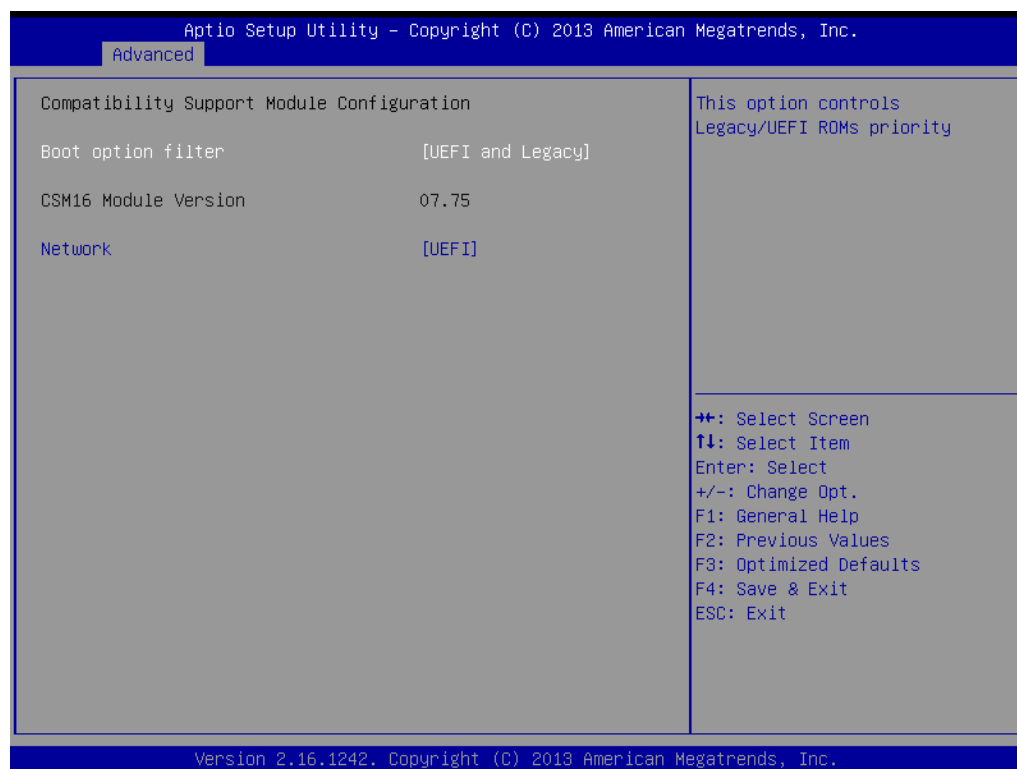 Aptio Setup Utility – Copyright (C) 2013 American Megatrends, Inc.
Advanced
Compatibility Support Module Configuration
Boot option filter [UEFI and Legacy]
CSM16 Module Version 07.75
Network [UEFI]
This option controls
Legacy/UEFI ROMs priority
→←: Select Screen
↑↓: Select Item
Enter: Select
+/-: Change Opt.
F1: General Help
F2: Previous Values
F3: Optimized Defaults
F4: Save & Exit
ESC: Exit
Version 2.16.1242. Copyright (C) 2013 American Megatrends, Inc.